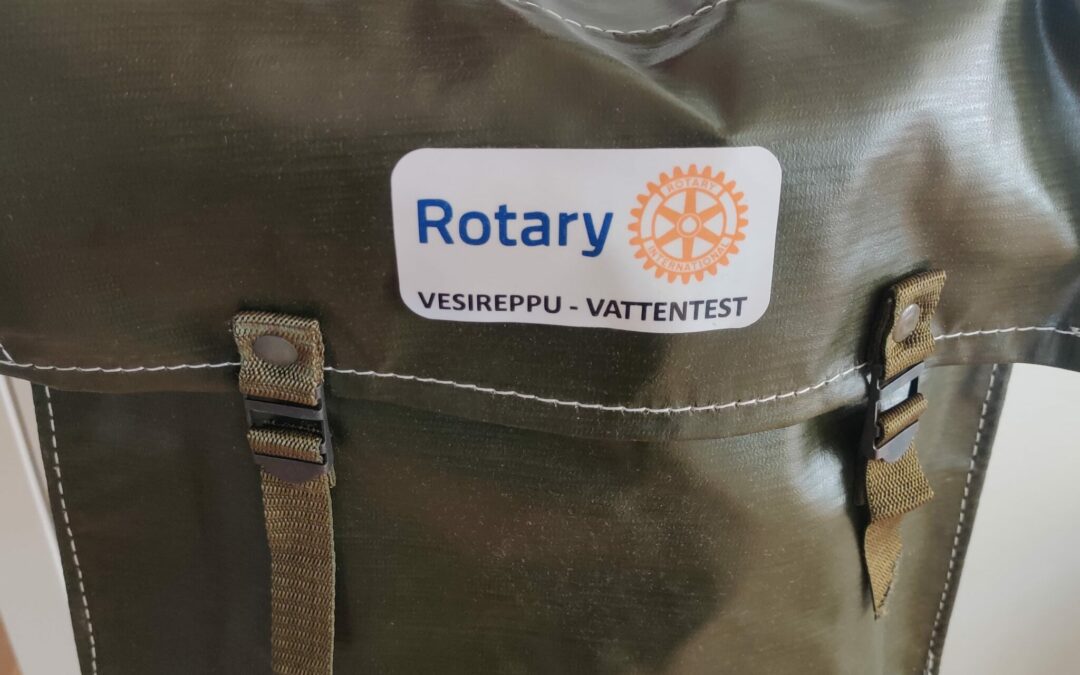 Rotary
ROTARY
INTERNATIONAL
VESIREPPU - VATTENTEST